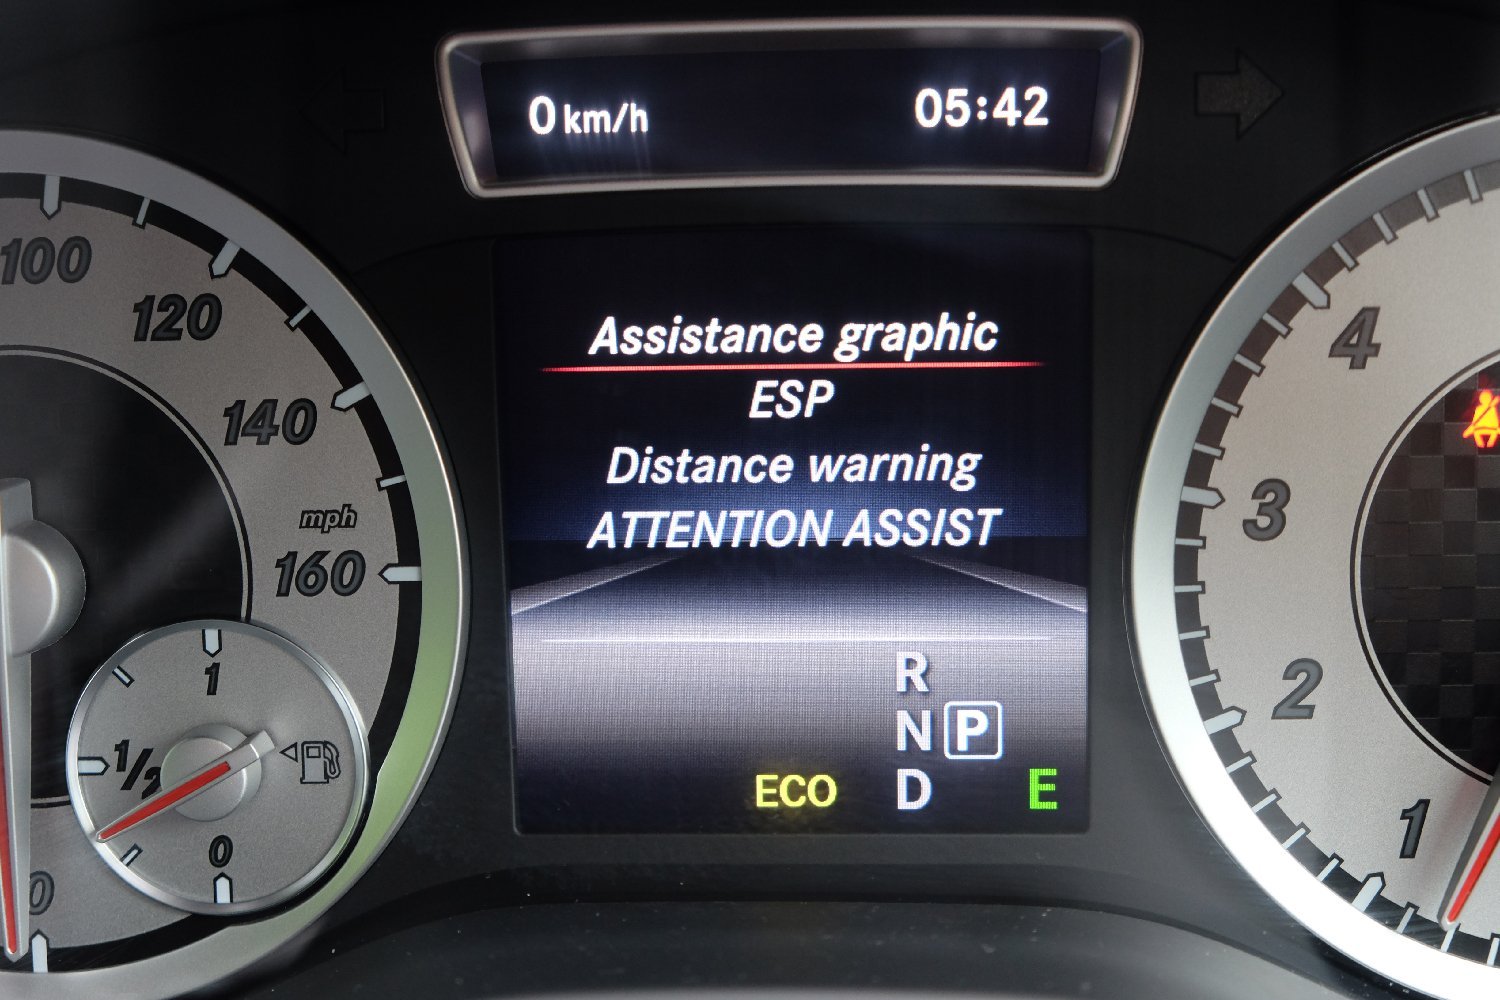 0 km/h 05:42
100
120
140
mph
160
1
1/2
0
0
Assistance graphic
ESP
Distance warning
ATTENTION ASSIST
R
N P
ECO D E
4
3
2
1